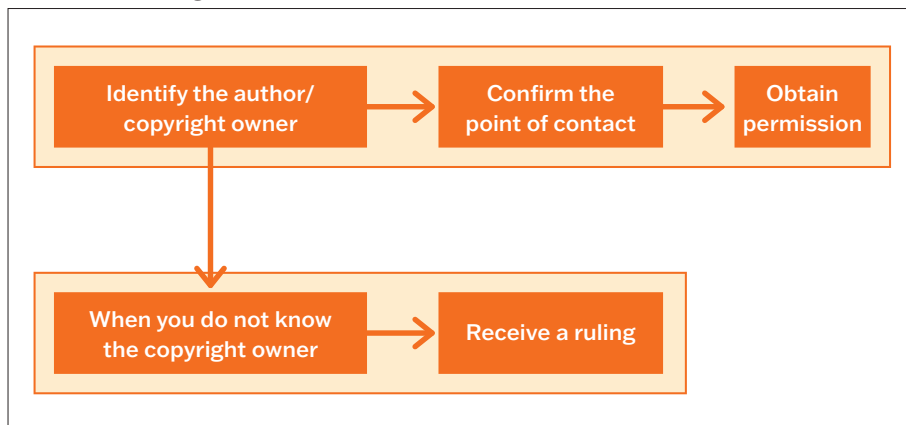 Identify the author/
copyright owner
Confirm the
point of contact
Obtain
permission
When you do not know
the copyright owner
Receive a ruling